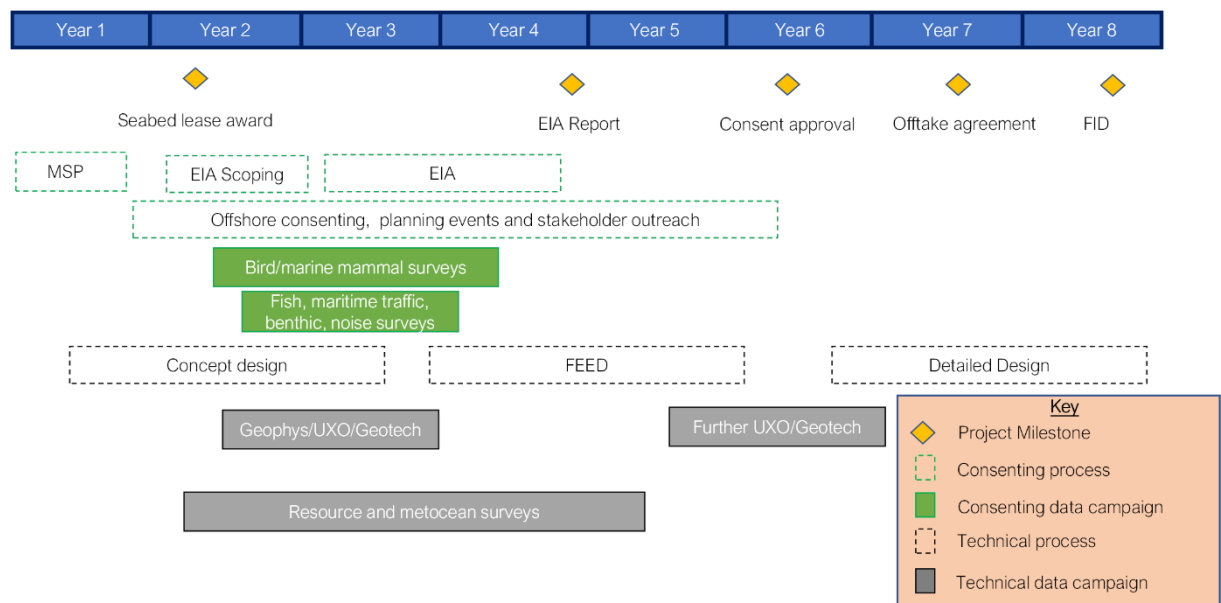 Year 1 Year 2 Year 3 Year 4 Year 5 Year 6 Year 7 Year 8
Seabed lease award
EIA Report
Consent approval
Offtake agreement
FID
MSP
EIA Scoping
EIA
Offshore consenting, planning events and stakeholder outreach
Bird/marine mammal surveys
Fish, maritime traffic,
benthic, noise surveys
Concept design
FEED
Detailed Design
Geophys/UXO/Geotech
Further UXO/Geotech
Resource and metocean surveys
Key
Project Milestone
Consenting process
Consenting data campaign
Technical process
Technical data campaign